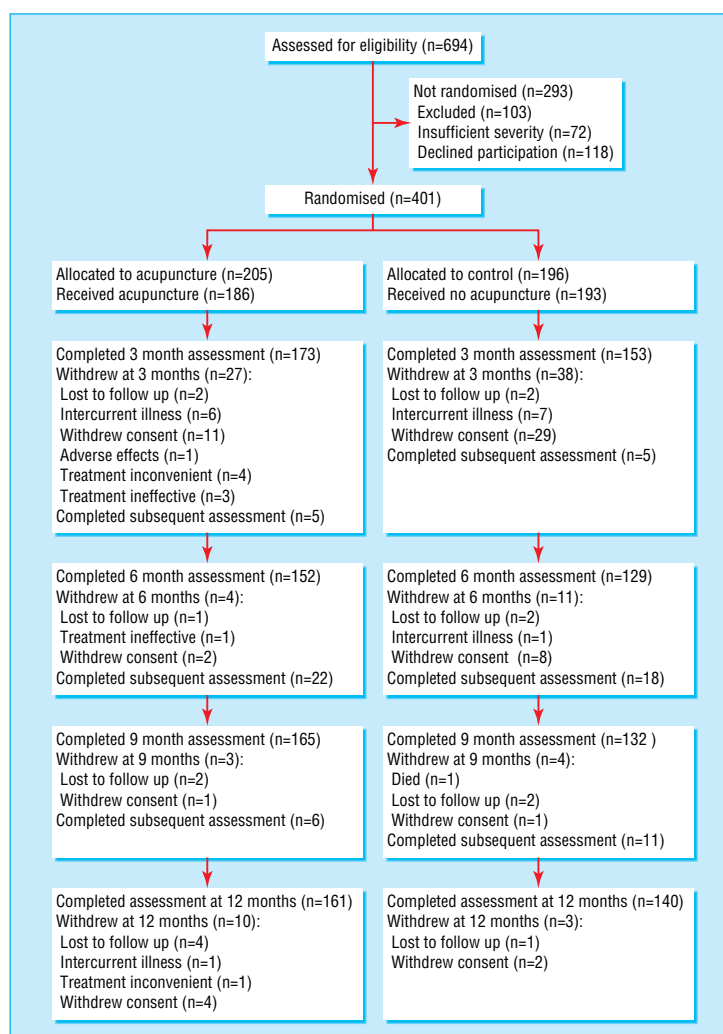 Assessed for eligibility (n=694)
Not randomised (n=293)
Excluded (n=103)
Insufficient severity (n=72)
Declined participation (n=118)
Randomised (n=401)
Allocated to acupuncture (n=205)
Received acupuncture (n=186)
Allocated to control (n=196)
Received no acupuncture (n=193)
Completed 3 month assessment (n=173)
Withdrew at 3 months (n=27):
Lost to follow up (n=2)
Intercurrent illness (n=6)
Withdrew consent (n=11)
Adverse effects (n=1)
Treatment inconvenient (n=4)
Treatment ineffective (n=3)
Completed subsequent assessment (n=5)
Completed 3 month assessment (n=153)
Withdrew at 3 months (n=38):
Lost to follow up (n=2)
Intercurrent illness (n=7)
Withdrew consent (n=29)
Completed subsequent assessment (n=5)
Completed 6 month assessment (n=152)
Withdrew at 6 months (n=4):
Lost to follow up (n=1)
Treatment ineffective (n=1)
Withdrew consent (n=2)
Completed subsequent assessment (n=22)
Completed 6 month assessment (n=129)
Withdrew at 6 months (n=11):
Lost to follow up (n=2)
Intercurrent illness (n=1)
Withdrew consent (n=8)
Completed subsequent assessment (n=18)
Completed 9 month assessment (n=165)
Withdrew at 9 months (n=3):
Lost to follow up (n=2)
Withdrew consent (n=1)
Completed subsequent assessment (n=6)
Completed 9 month assessment (n=132 )
Withdrew at 9 months (n=4):
Died (n=1)
Lost to follow up (n=2)
Withdrew consent (n=1)
Completed subsequent assessment (n=11)
Completed assessment at 12 months (n=161)
Withdrew at 12 months (n=10):
Lost to follow up (n=4)
Intercurrent illness (n=1)
Treatment inconvenient (n=1)
Withdrew consent (n=4)
Completed assessment at 12 months (n=140)
Withdrew at 12 months (n=3):
Lost to follow up (n=1)
Withdrew consent (n=2)